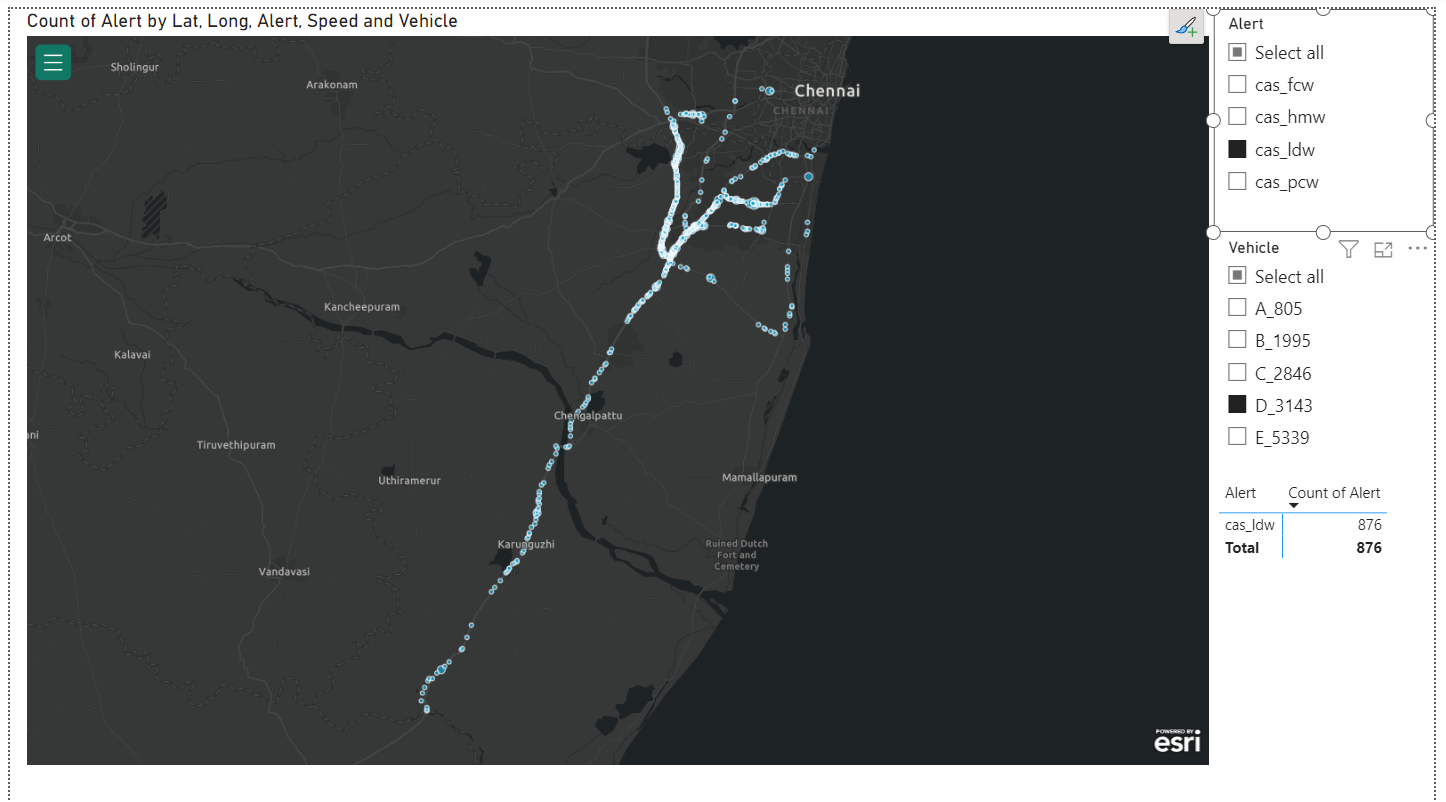 Count of Alert by Lat, Long, Alert, Speed and Vehicle
Sholingur
Arakonam
Chennai
CHENNAI
Arcot
Kancheepuram
Kalavai
Chengalpattu
ni
Tiruvethipuram
Uthiramerur
Mamallapuram
Karunguzhi
Ruined Dutch
Fort and
Cemetery
Vandavasi
POWERED BY
esri
Alert
Select all
cas_fcw
cas_hmw
cas_ldw
cas_pcw
Vehicle
Select all
A_805
B_1995
C_2846
D_3143
E_5339
Alert Count of Alert
cas_ldw 876
Total 876